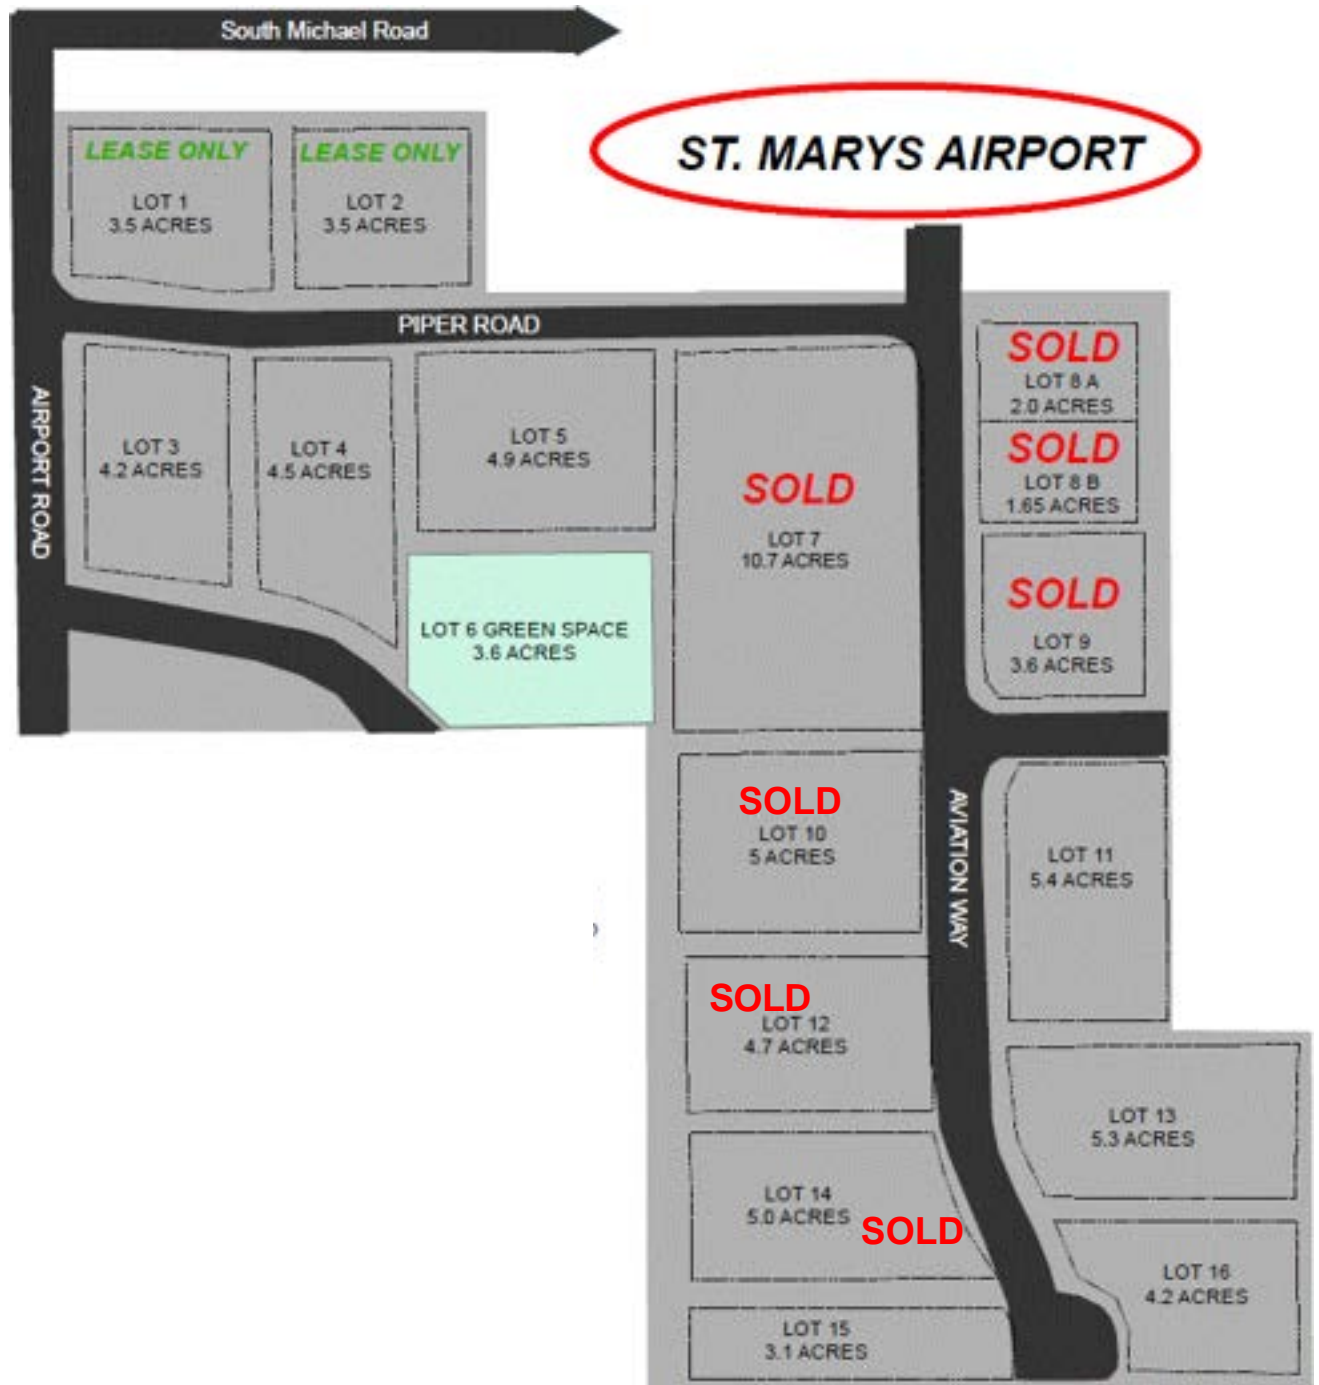 South Michael Road
ST. MARYS AIRPORT
LEASE ONLY
LOT 1
3.5 ACRES
LEASE ONLY
LOT 2
3.5 ACRES
PIPER ROAD
AIRPORT ROAD
LOT 3
4.2 ACRES
LOT 4
4.5 ACRES
LOT 5
4.9 ACRES
LOT 6 GREEN SPACE
3.6 ACRES
SOLD
LOT 7
10.7 ACRES
SOLD
LOT 8 A
2.0 ACRES
SOLD
LOT 8 B
1.65 ACRES
SOLD
LOT 9
3.6 ACRES
SOLD
LOT 10
5 ACRES
AVIATION WAY
LOT 11
5.4 ACRES
SOLD
LOT 12
4.7 ACRES
LOT 13
5.3 ACRES
LOT 14
5.0 ACRES
SOLD
LOT 15
3.1 ACRES
LOT 16
4.2 ACRES